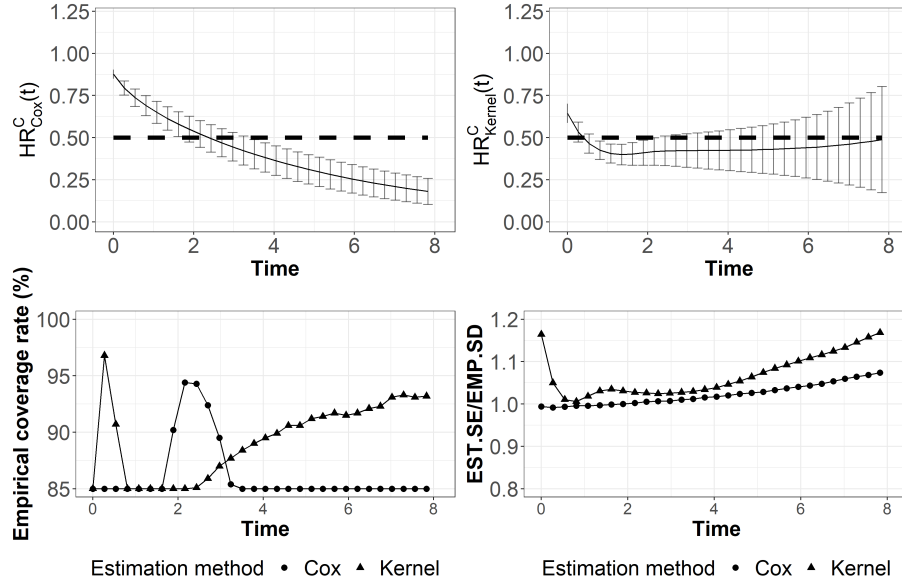 HR^C_Cox(t)
1.25
1.00
0.75
0.50
0.25
0.00
0 2 4 6 8
Time
HR^C_Kernel(t)
1.25
1.00
0.75
0.50
0.25
0.00
0 2 4 6 8
Time
Empirical coverage rate (%)
100
95
90
85
0 2 4 6 8
Time
EST.SE/EMP.SD
1.2
1.1
1.0
0.9
0.8
0 2 4 6 8
Time
Estimation method Cox Kernel
Estimation method Cox Kernel